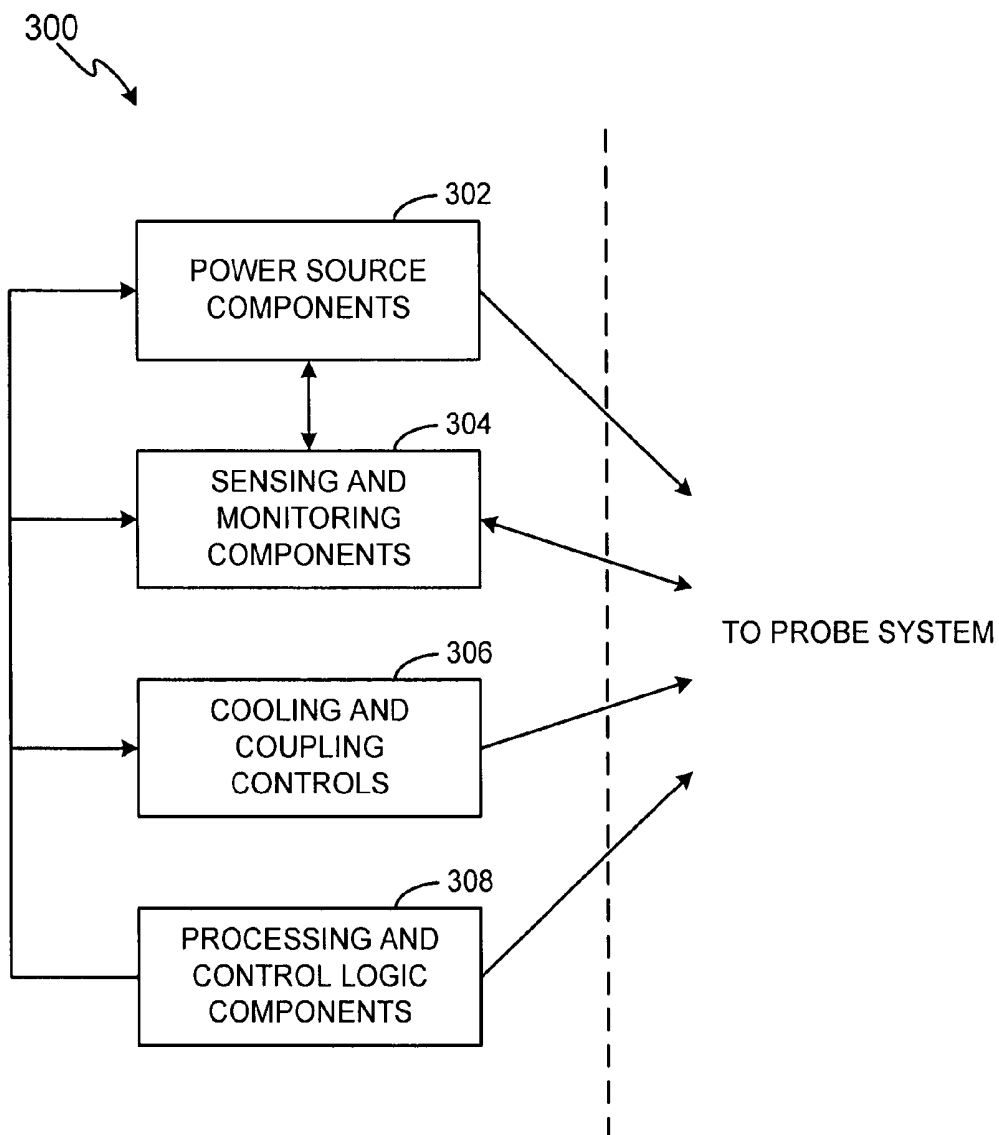 300
302
POWER SOURCE
COMPONENTS
304
SENSING AND
MONITORING
COMPONENTS
TO PROBE SYSTEM
306
COOLING AND
COUPLING
CONTROLS
308
PROCESSING AND
CONTROL LOGIC
COMPONENTS